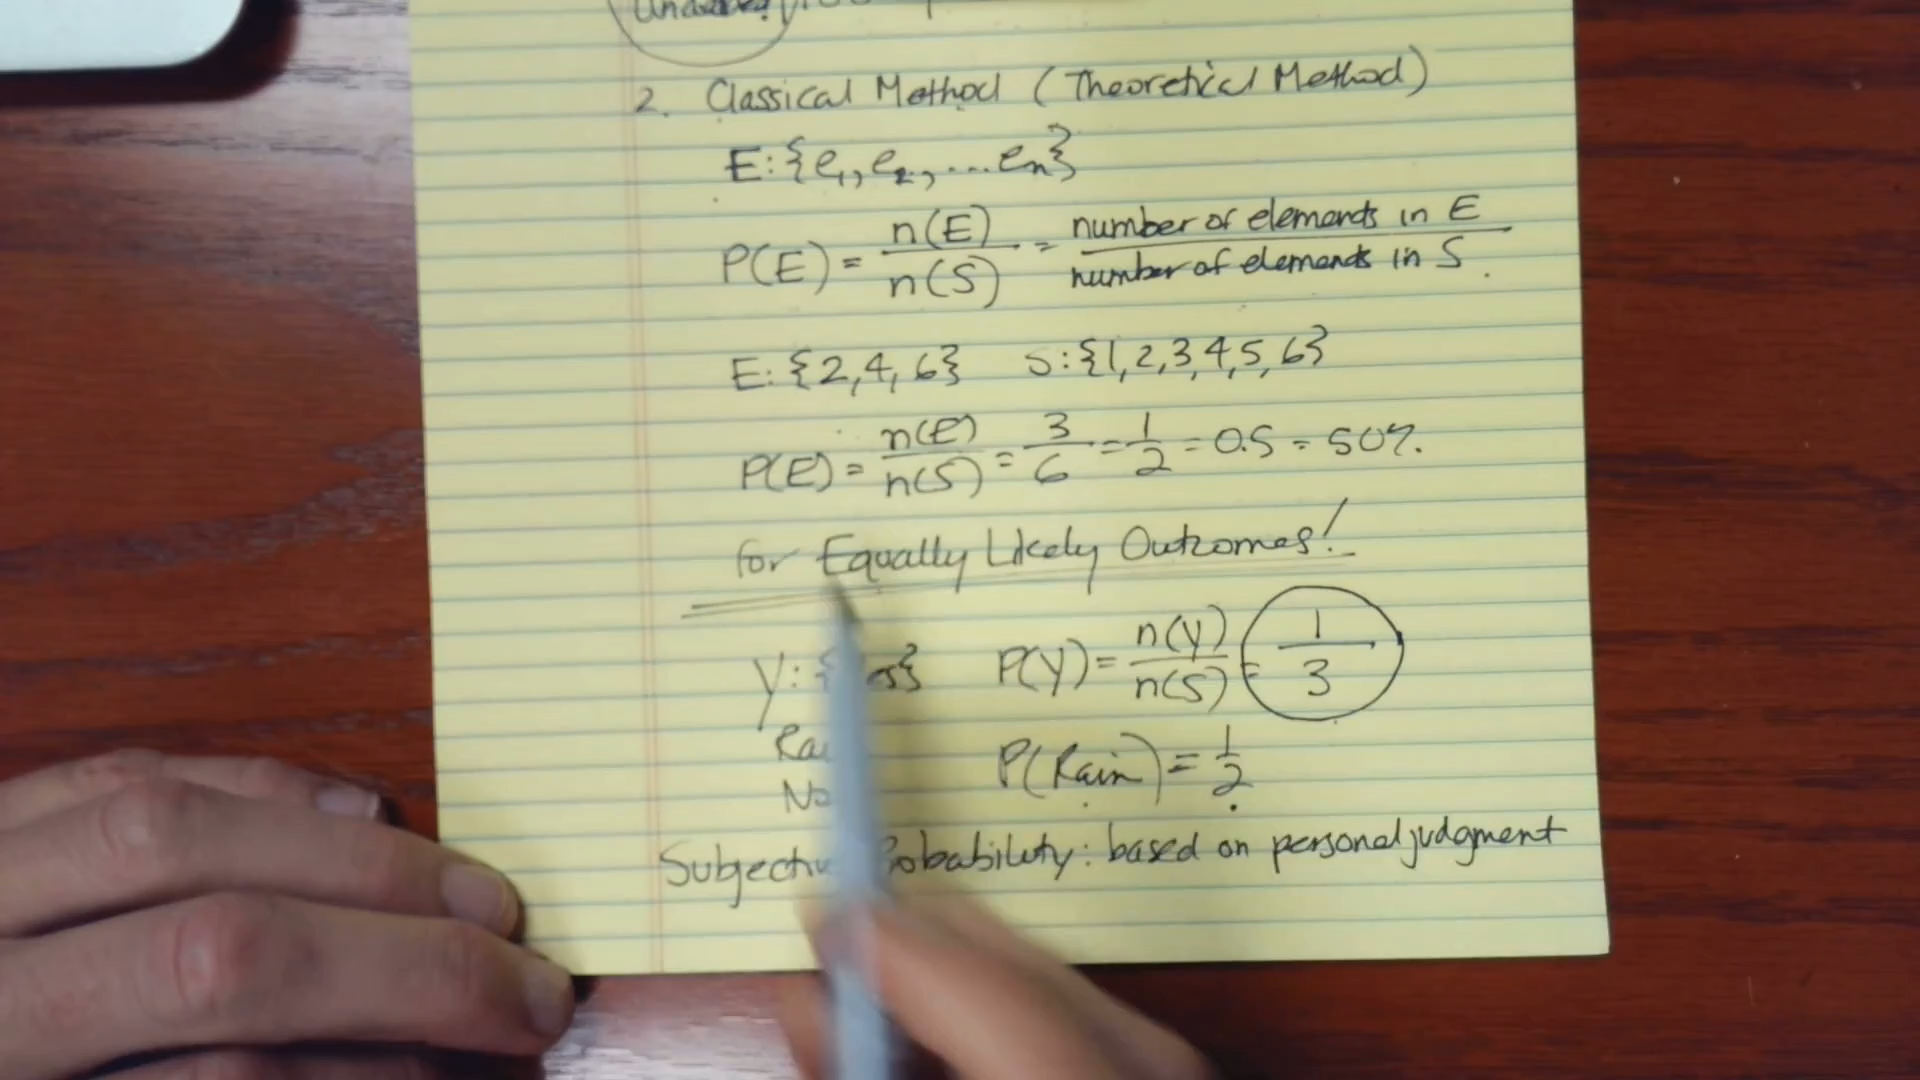 2. Classical Method (Theoretical Method)
E: {e₁, e₂, ... eₙ}
P(E) = n(E) / n(S) = number of elements in E / number of elements in S.
E: {2, 4, 6} S: {1, 2, 3, 4, 5, 6}
P(E) = n(E) / n(S) = 3 / 6 = 1 / 2 = 0.5 = 50%.
for Equally Likely Outcomes!
Y: { } P(Y) = n(Y) / n(S) = 1 / 3
P(Rain) = 1 / 2
: based on personal judgment